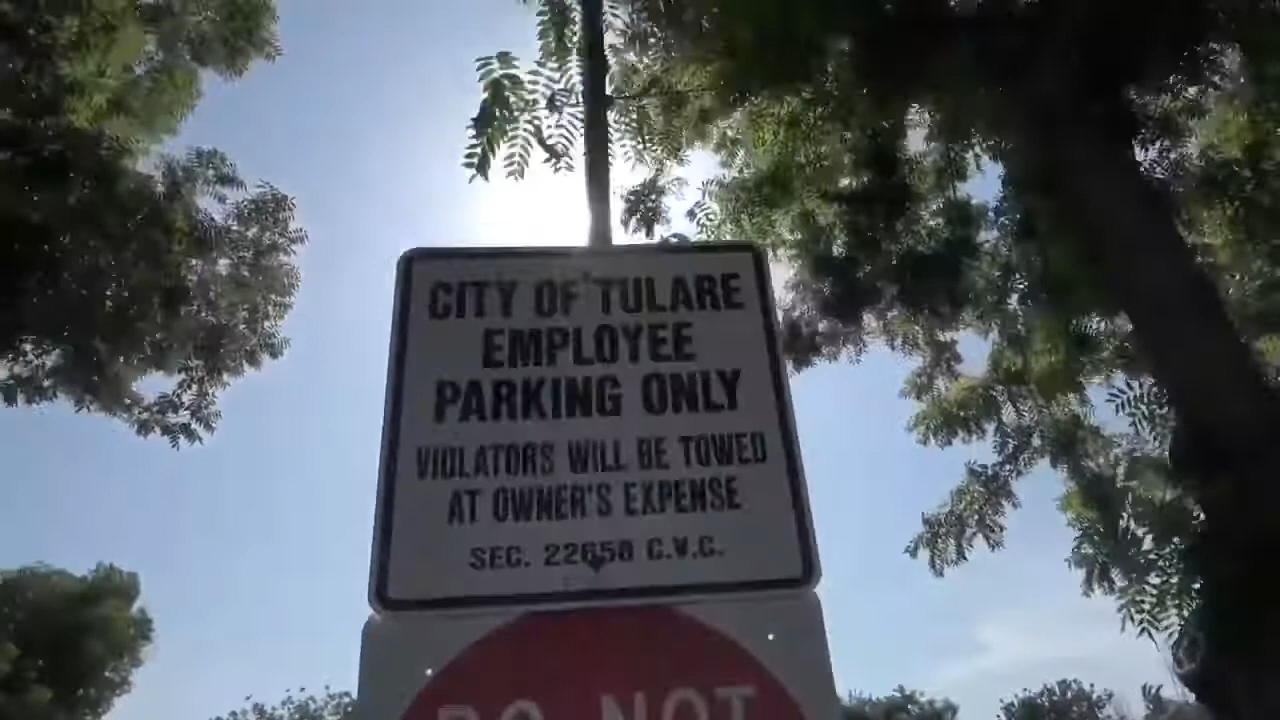 CITY OF TULARE
EMPLOYEE
PARKING ONLY
VIOLATORS WILL BE TOWED
AT OWNER'S EXPENSE
SEC. 22658 C.V.C.
DO NOT